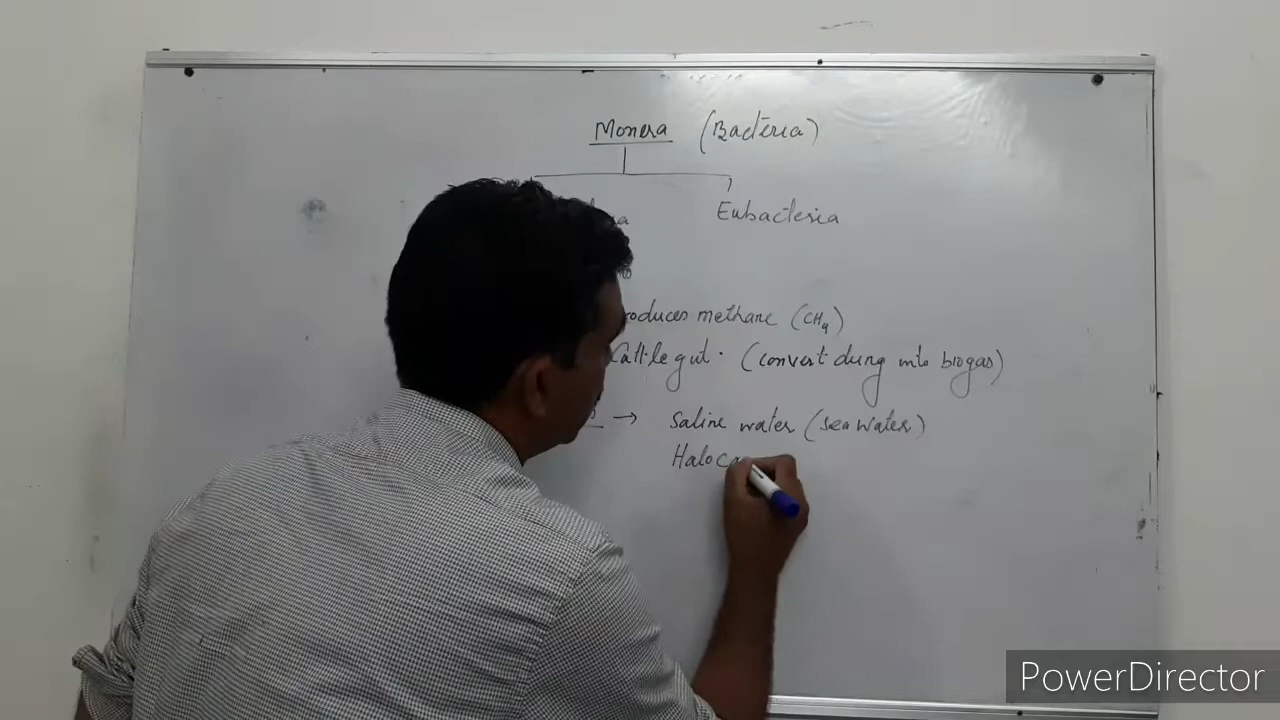 Monera (Bacteria)
Eubacteria
roduces methane (CH4)
Cattle gut. (convert dung into biogas)
→ Saline water (sea water)
Haloca
PowerDirector